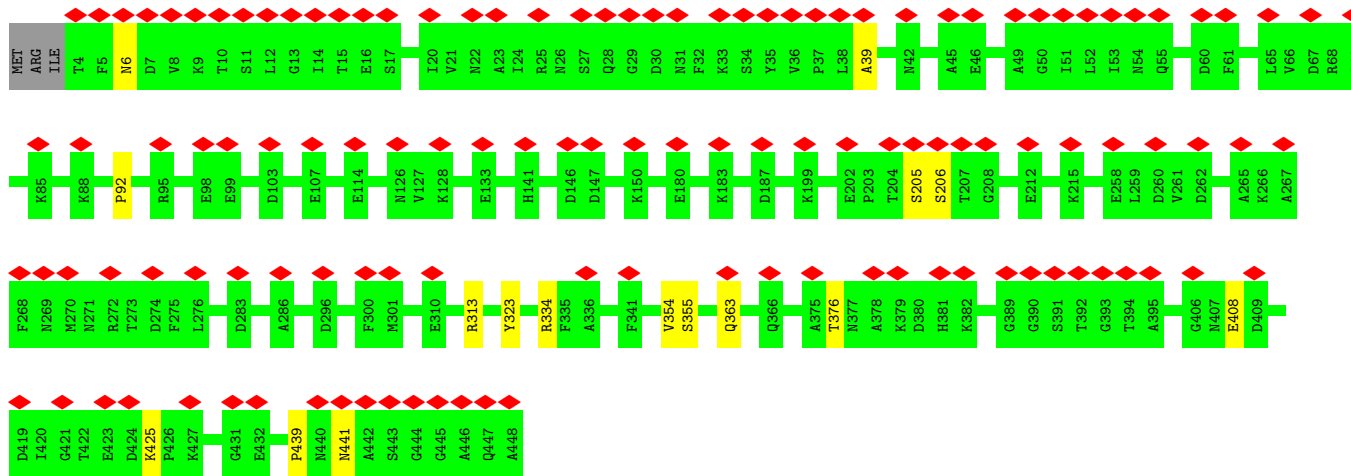 MET ARG ILE T4 F5 N6 D7 V8 K9 T10 S11 L12 G13 I14 T15 E16 S17 I20 V21 N22 A23 I24 R25 N26 S27 Q28 G29 D30 N31 F32 K33 S34 Y35 V36 P37 L38 A39 N42 A45 E46 A49 G50 I51 L52 I53 N54 Q55 D60 F61 L65 V66 D67 R68
K85 K88 P92 R95 E98 E99 D103 E107 E114 N126 V127 K128 E133 H141 D146 D147 K150 E180 K183 D187 K199 E202 P203 T204 S205 S206 T207 G208 E212 K215 E258 L259 D260 V261 D262 A265 K266 A267
F268 N269 M270 N271 R272 T273 D274 F275 L276 D283 A286 D296 F300 M301 E310 R313 Y323 R334 F335 A336 F341 V354 S355 Q363 Q366 A375 T376 N377 A378 K379 D380 H381 K382 G389 G390 S391 T392 G393 T394 A395 G406 N407 E408 D409
D419 I420 G421 T422 E423 D424 K425 P426 K427 G431 E432 P439 N440 N441 A442 S443 G444 G445 A446 Q447 A448